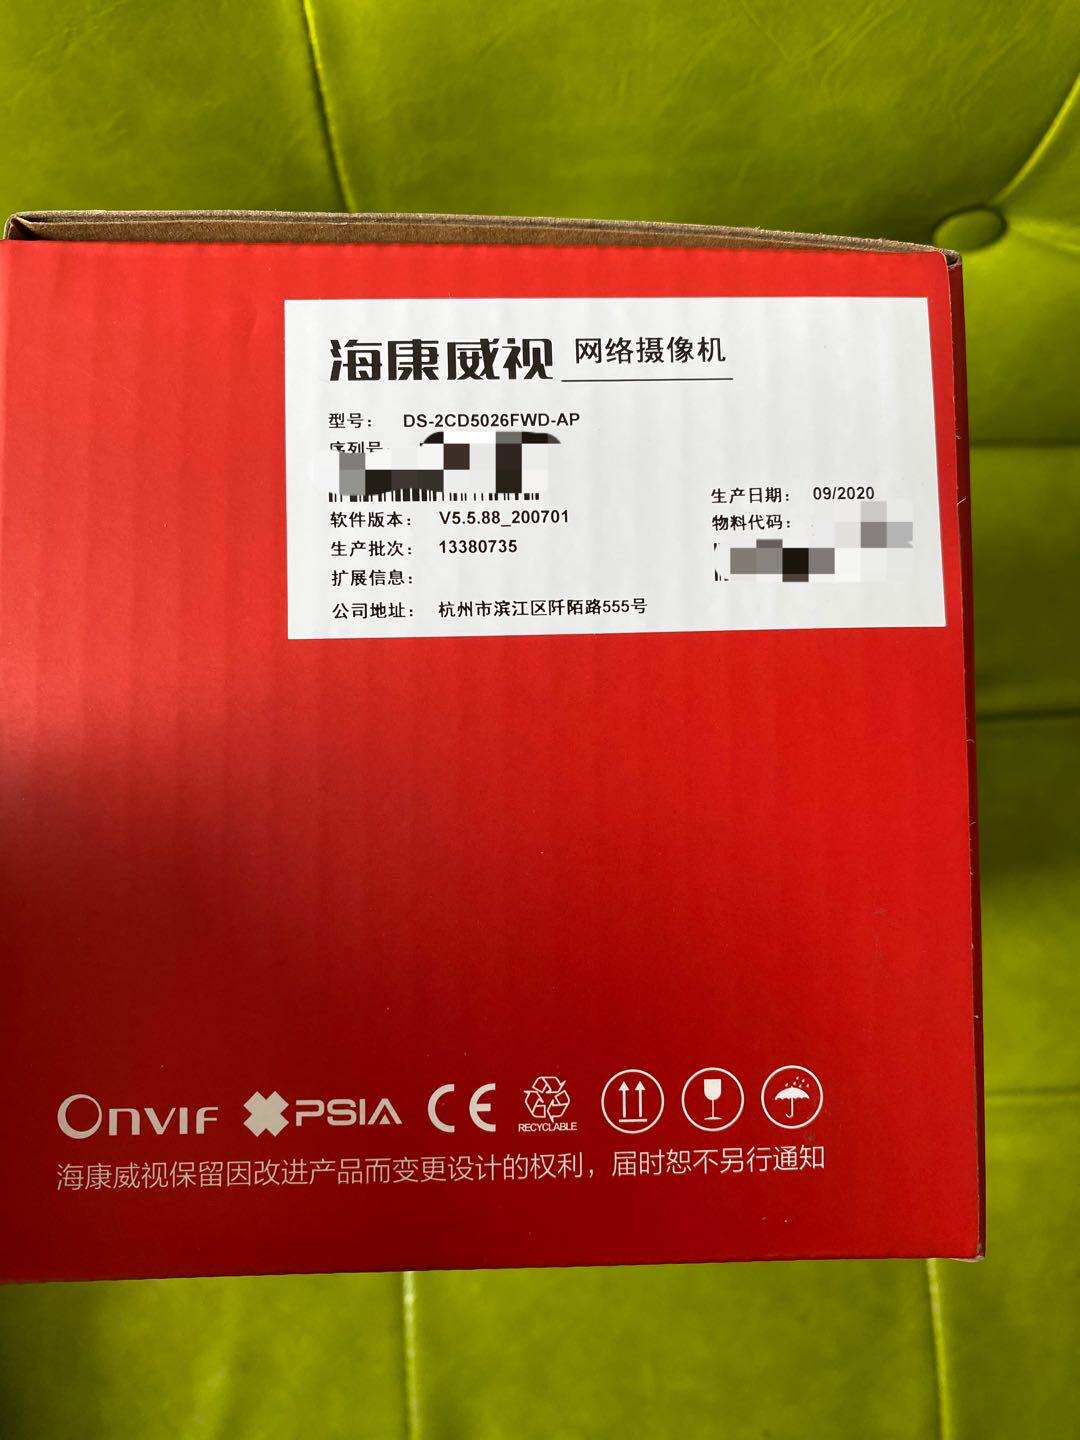 海康威视 网络摄像机
型号: DS-2CD5026FWD-AP
序列号
软件版本: V5.5.88_200701
生产日期: 09/2020
生产批次: 13380735
物料代码:
扩展信息:
公司地址: 杭州市滨江区阡陌路555号
ONVIF PSIA CE RECYCLABLE
海康威视保留因改进产品而变更设计的权利，届时恕不另行通知